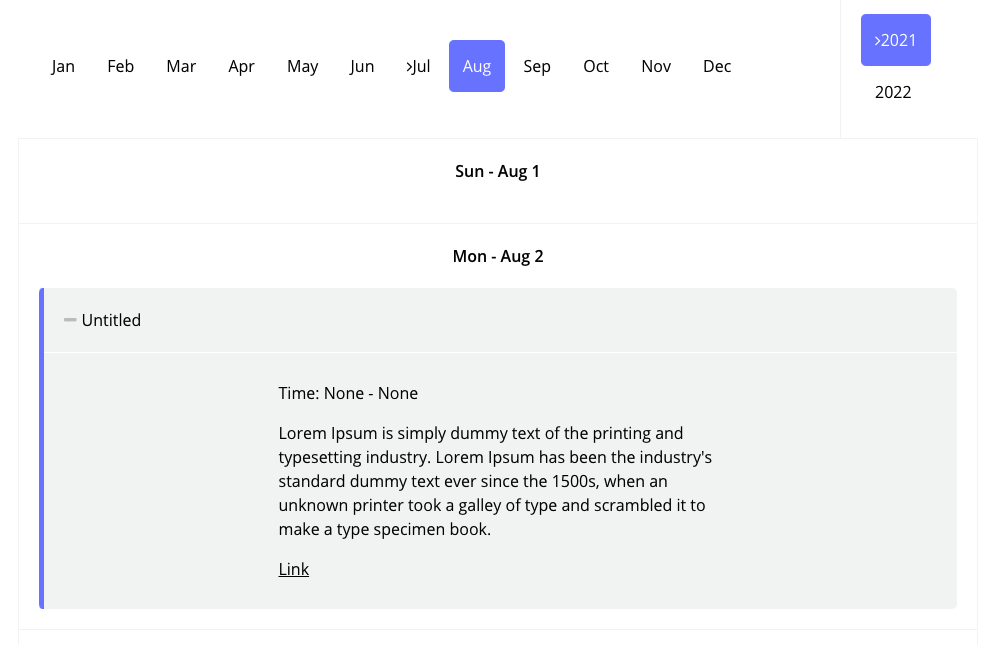 Jan Feb Mar Apr May Jun ›Jul Aug Sep Oct Nov Dec
›2021
2022
Sun - Aug 1
Mon - Aug 2
Untitled
Time: None - None
Lorem Ipsum is simply dummy text of the printing and
typesetting industry. Lorem Ipsum has been the industry's
standard dummy text ever since the 1500s, when an
unknown printer took a galley of type and scrambled it to
make a type specimen book.
Link